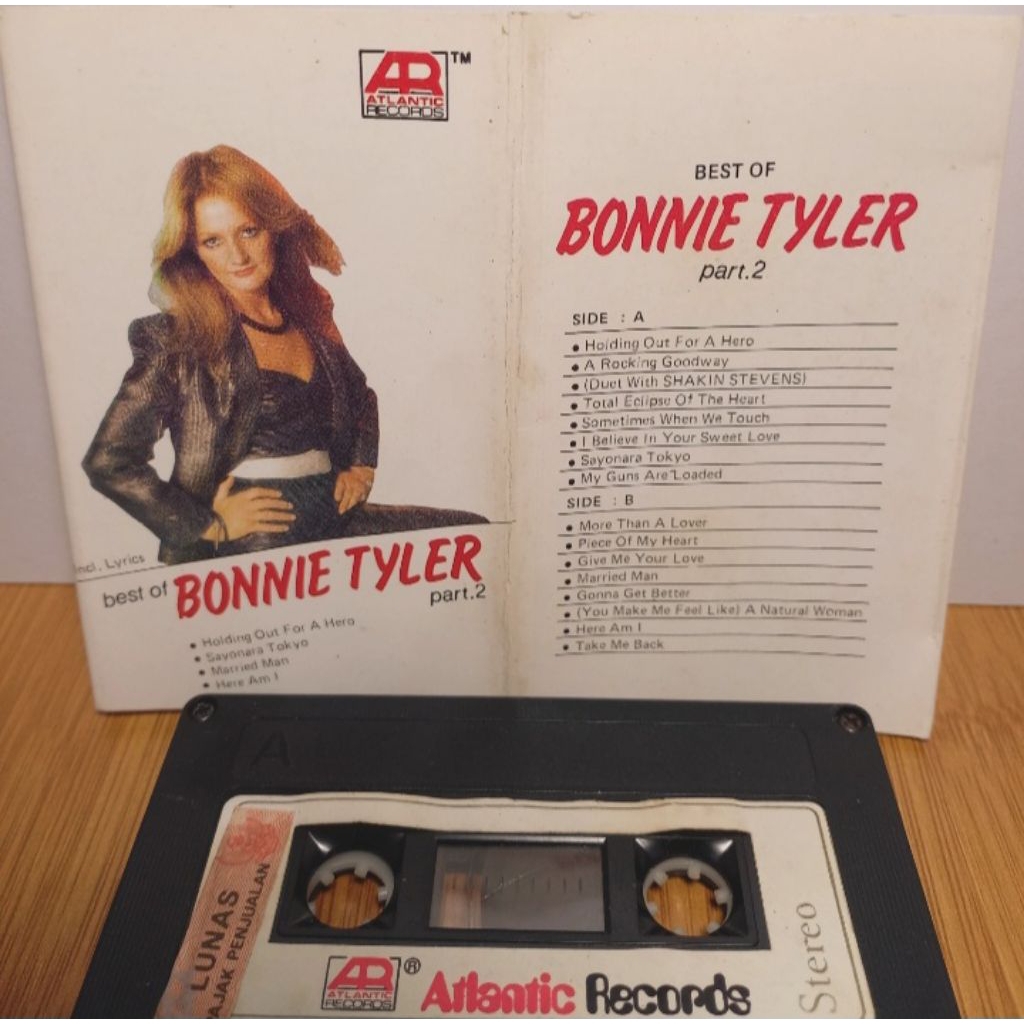 AR TM
ATLANTIC
RECORDS
incl. Lyrics
best of BONNIE TYLER
part.2
• Holding Out For A Hero
• Sayonara Tokyo
• Married Man
• Here Am I
BEST OF
BONNIE TYLER
part.2
SIDE : A
• Holding Out For A Hero
• A Rocking Goodway
• (Duet With SHAKIN STEVENS)
• Total Eclipse Of The Heart
• Sometimes When We Touch
• I Believe In Your Sweet Love
• Sayonara Tokyo
• My Guns Are Loaded
SIDE : B
• More Than A Lover
• Piece Of My Heart
• Give Me Your Love
• Married Man
• Gonna Get Better
• (You Make Me Feel Like) A Natural Woman
• Here Am I
• Take Me Back
A
LUNAS
PAJAK PENJUALAN
AR ®
ATLANTIC
RECORDS
Atlantic Records
Stereo